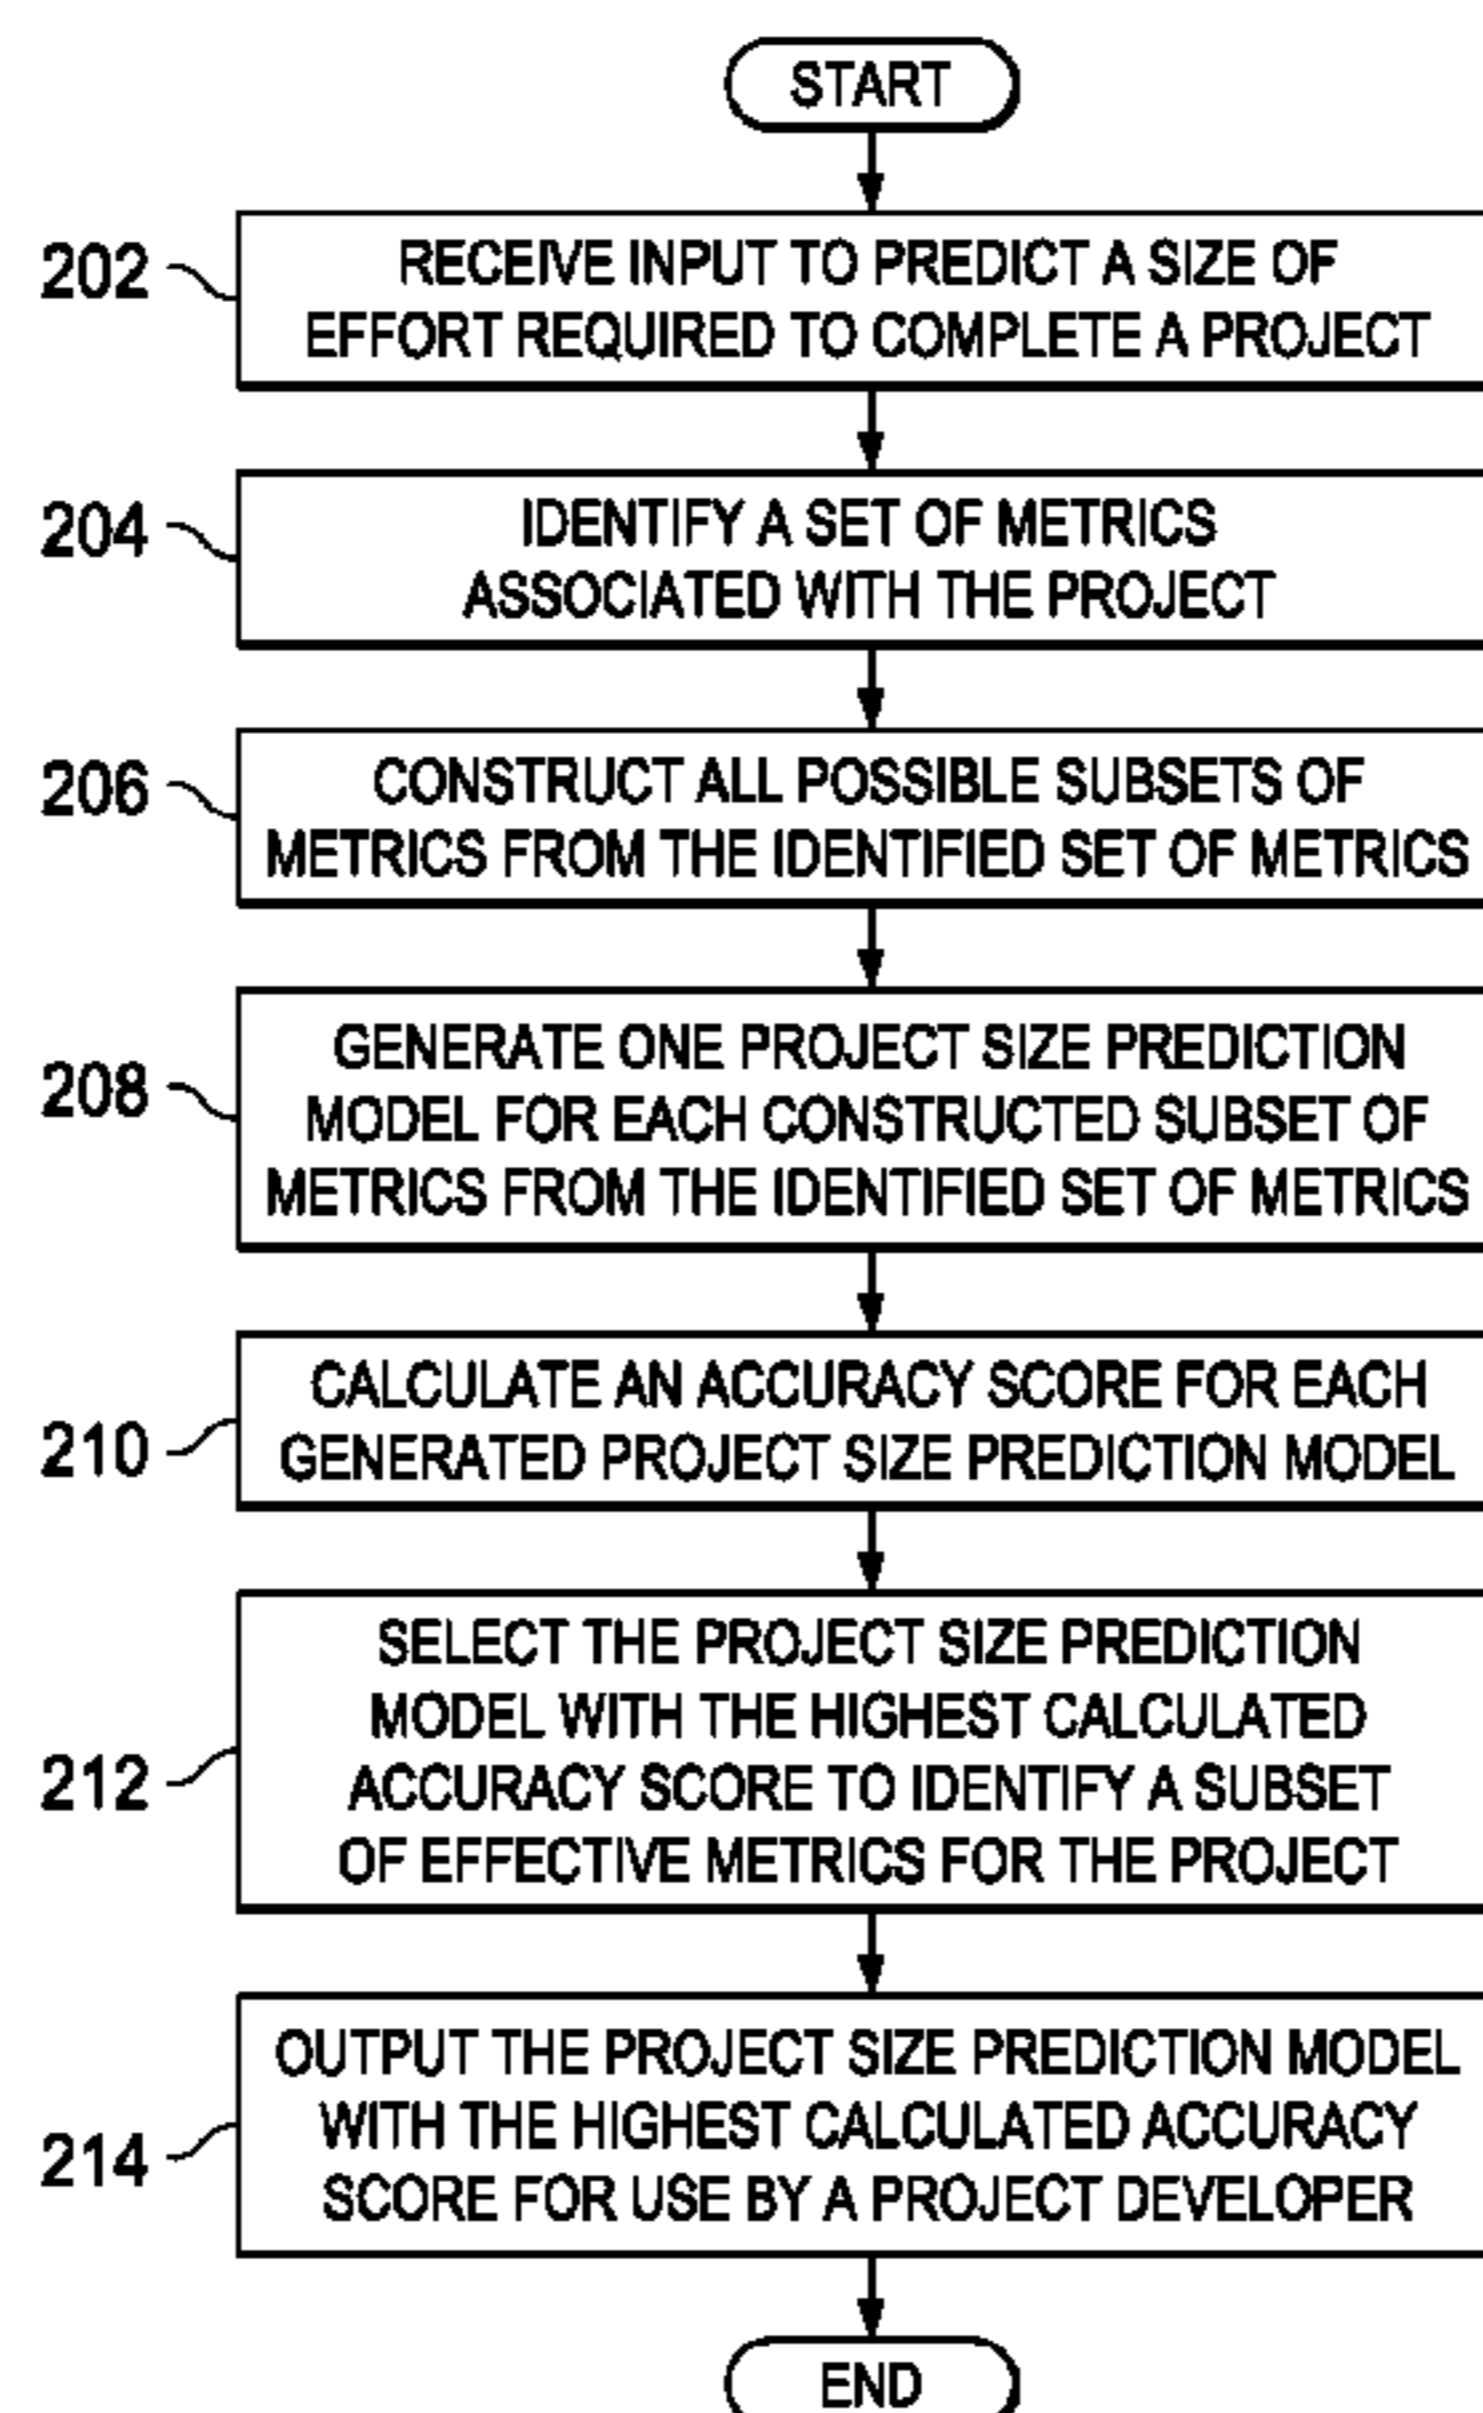 START
202
RECEIVE INPUT TO PREDICT A SIZE OF
EFFORT REQUIRED TO COMPLETE A PROJECT
204
IDENTIFY A SET OF METRICS
ASSOCIATED WITH THE PROJECT
206
CONSTRUCT ALL POSSIBLE SUBSETS OF
METRICS FROM THE IDENTIFIED SET OF METRICS
208
GENERATE ONE PROJECT SIZE PREDICTION
MODEL FOR EACH CONSTRUCTED SUBSET OF
METRICS FROM THE IDENTIFIED SET OF METRICS
210
CALCULATE AN ACCURACY SCORE FOR EACH
GENERATED PROJECT SIZE PREDICTION MODEL
212
SELECT THE PROJECT SIZE PREDICTION
MODEL WITH THE HIGHEST CALCULATED
ACCURACY SCORE TO IDENTIFY A SUBSET
OF EFFECTIVE METRICS FOR THE PROJECT
214
OUTPUT THE PROJECT SIZE PREDICTION MODEL
WITH THE HIGHEST CALCULATED ACCURACY
SCORE FOR USE BY A PROJECT DEVELOPER
END